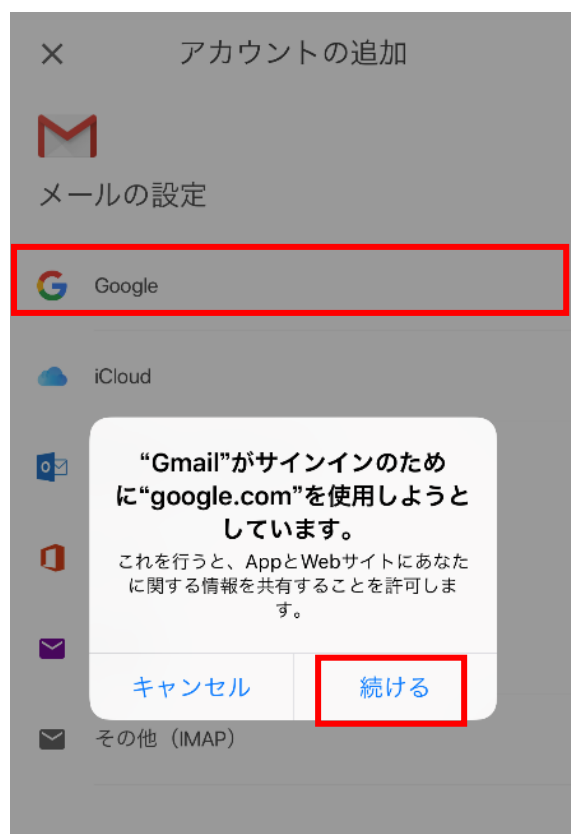 アカウントの追加
メールの設定
Google
iCloud
“Gmail”がサインインのため
に“google.com”を使用しようと
しています。
これを行うと、AppとWebサイトにあなた
に関する情報を共有することを許可しま
す。
キャンセル
続ける
その他（IMAP）